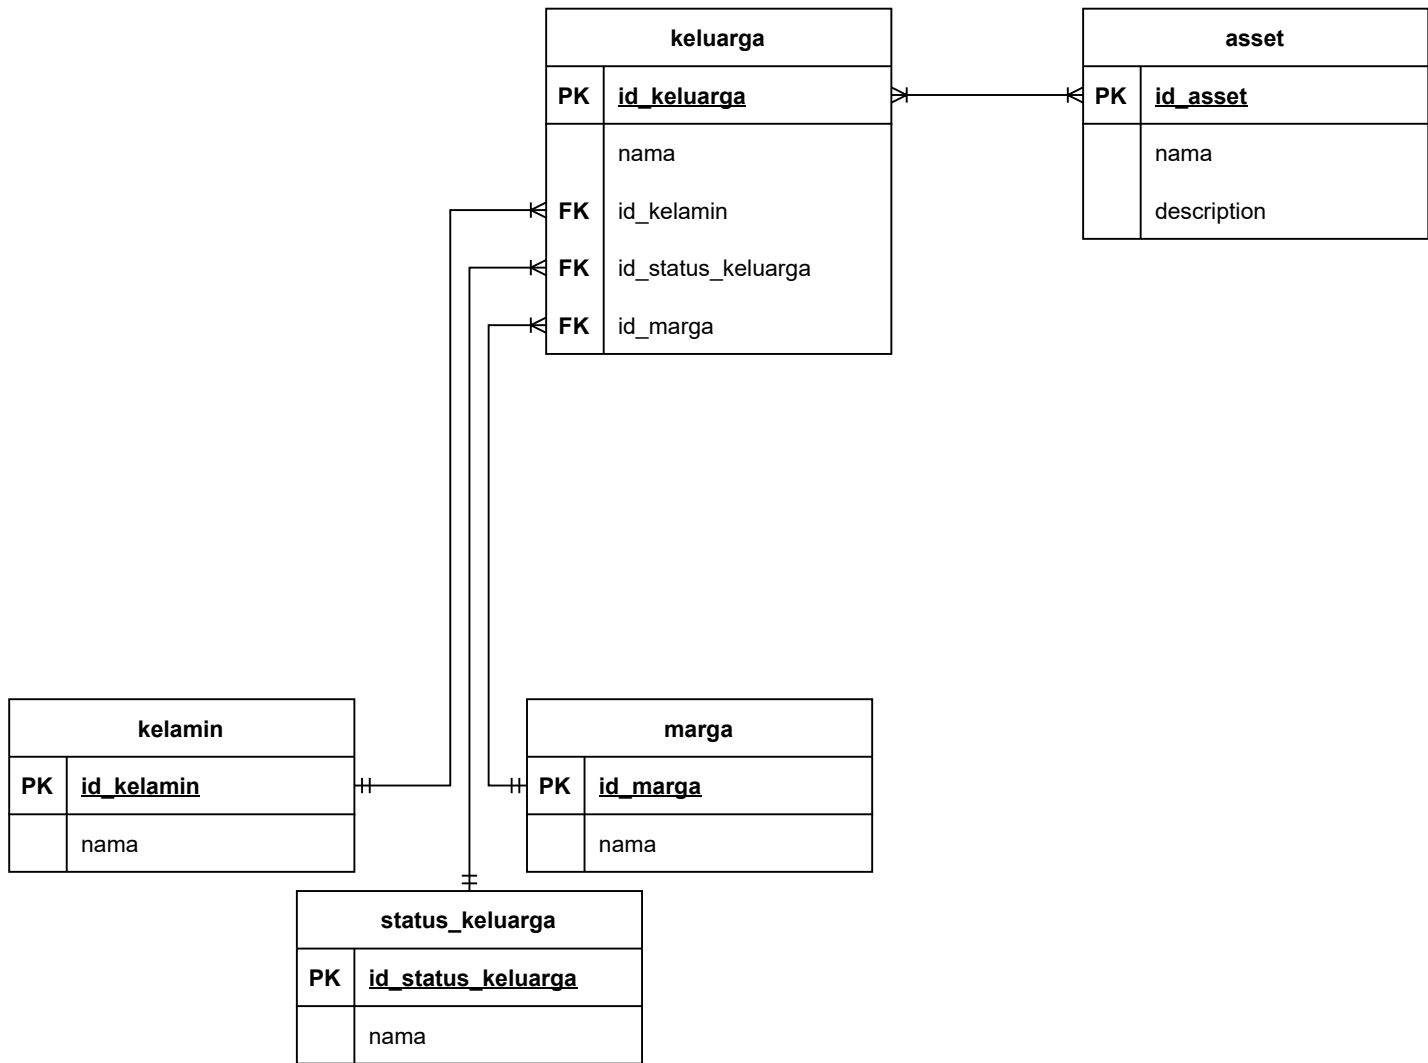 keluarga
PK id_keluarga
nama
FK id_kelamin
FK id_status_keluarga
FK id_marga
asset
PK id_asset
nama
description
kelamin
PK id_kelamin
nama
marga
PK id_marga
nama
status_keluarga
PK id_status_keluarga
nama